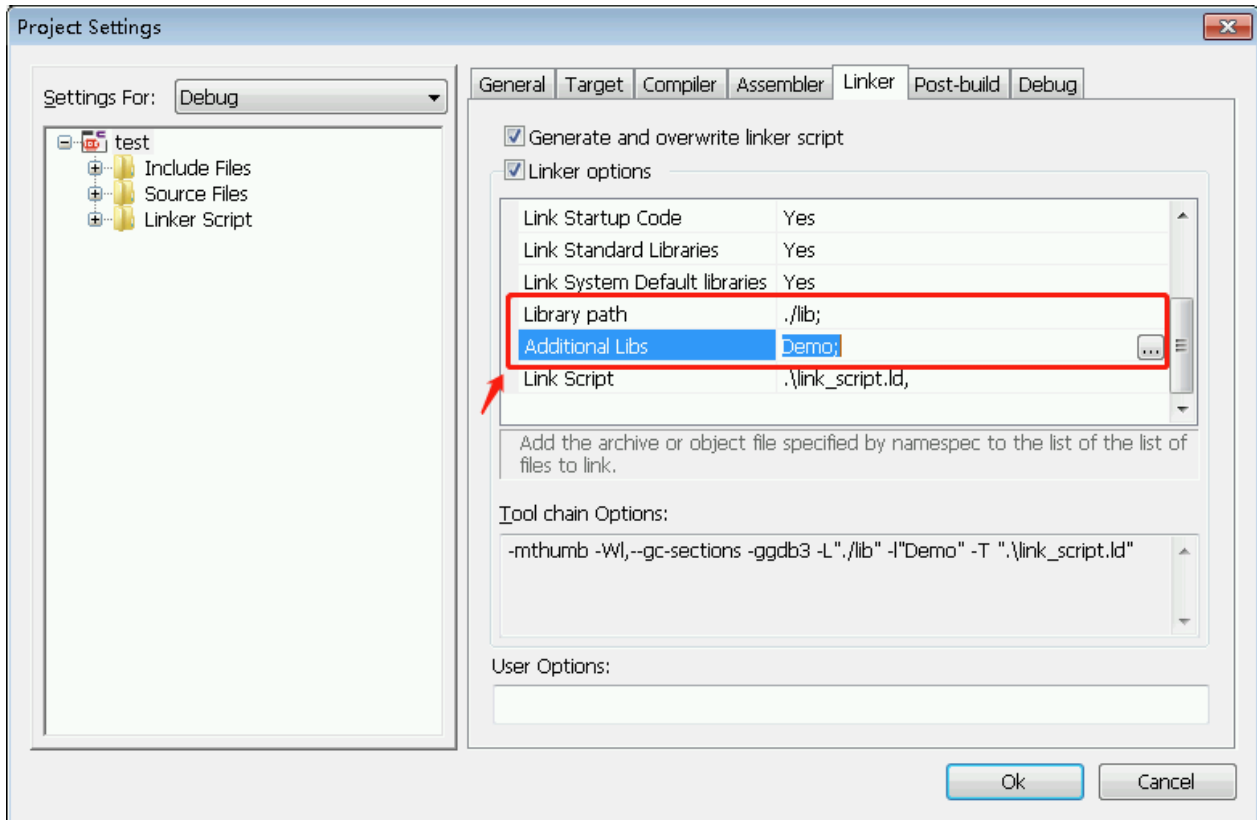 Project Settings
Settings For: Debug
test
Include Files
Source Files
Linker Script
General Target Compiler Assembler Linker Post-build Debug
Generate and overwrite linker script
Linker options
Link Startup Code Yes
Link Standard Libraries Yes
Link System Default libraries Yes
Library path ./lib;
Additional Libs Demo; ...
Link Script .\link_script.ld,
Add the archive or object file specified by namespec to the list of the list of
files to link.
Tool chain Options:
-mthumb -Wl,--gc-sections -ggdb3 -L"./lib" -l"Demo" -T ".\link_script.ld"
User Options:
Ok Cancel